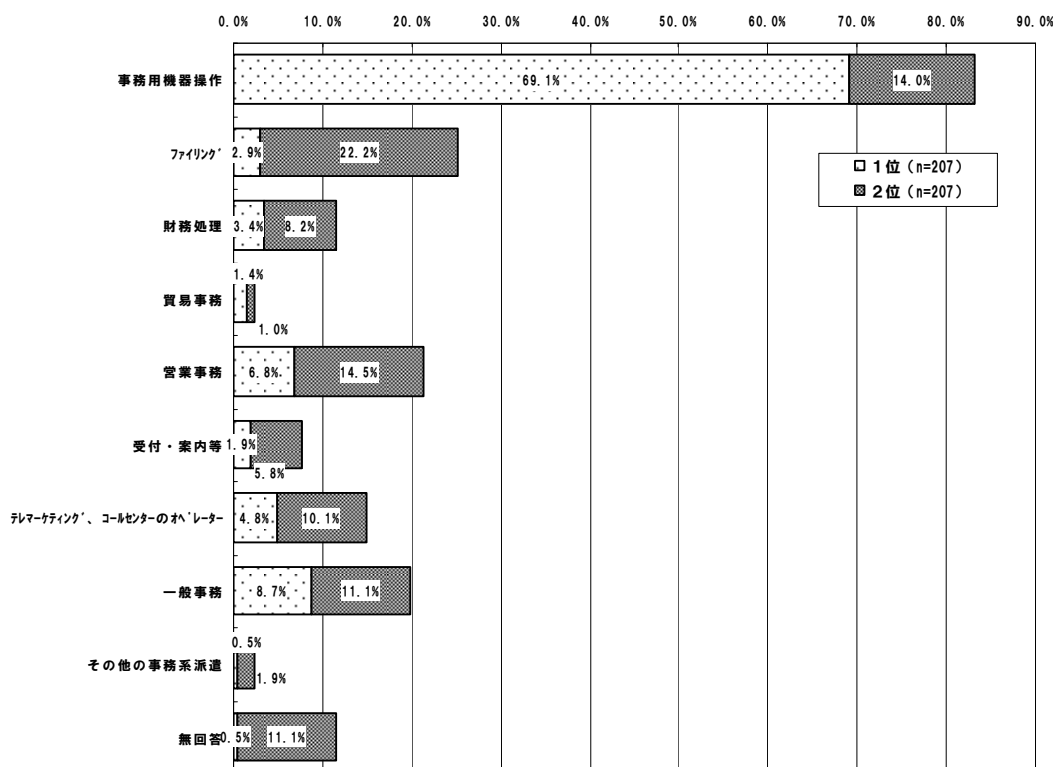 0.0% 10.0% 20.0% 30.0% 40.0% 50.0% 60.0% 70.0% 80.0% 90.0%
事務用機器操作 69.1% 14.0%
ﾌｧｲﾘﾝｸﾞ 2.9% 22.2%
１位（n=207）
２位（n=207）
財務処理 3.4% 8.2%
1.4%
貿易事務
1.0%
営業事務 6.8% 14.5%
受付・案内等 1.9%
5.8%
ﾃﾚﾏｰｹﾃｨﾝｸﾞ、ｺｰﾙｾﾝﾀｰのｵﾍﾟﾚｰﾀｰ 4.8% 10.1%
一般事務 8.7% 11.1%
0.5%
その他の事務系派遣
1.9%
無回答 0.5% 11.1%